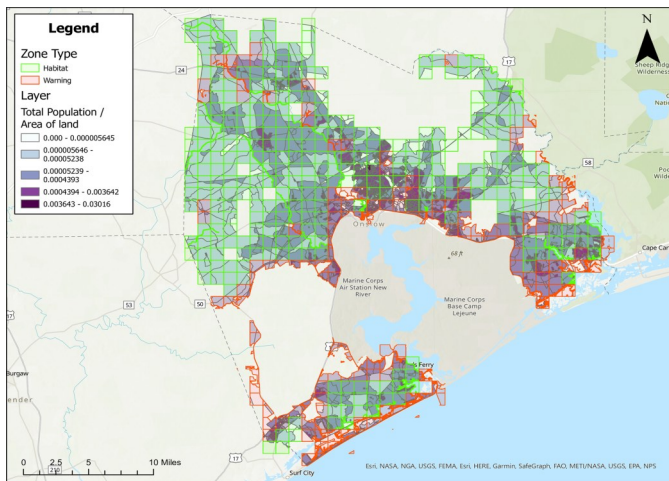 Legend
Zone Type
Habitat
Warning
Layer
Total Population /
Area of land
0.000 - 0.000005645
0.000005646 -
0.00005238
0.00005239 -
0.0004393
0.0004394 - 0.003642
0.003643 - 0.03016
N
24
17
Sheep Ridge
Wilderness
58
Onslow
68 ft
Cape Car
Marine Corps
Air Station New
River
Marine Corps
Base Camp
Lejeune
53
50
17
Burgaw
ender
ls Ferry
17
Surf City
0 2.5 5 10 Miles
Esri, NASA, NGA, USGS, FEMA, Esri, HERE, Garmin, SafeGraph, FAO, METI/NASA, USGS, EPA, NPS